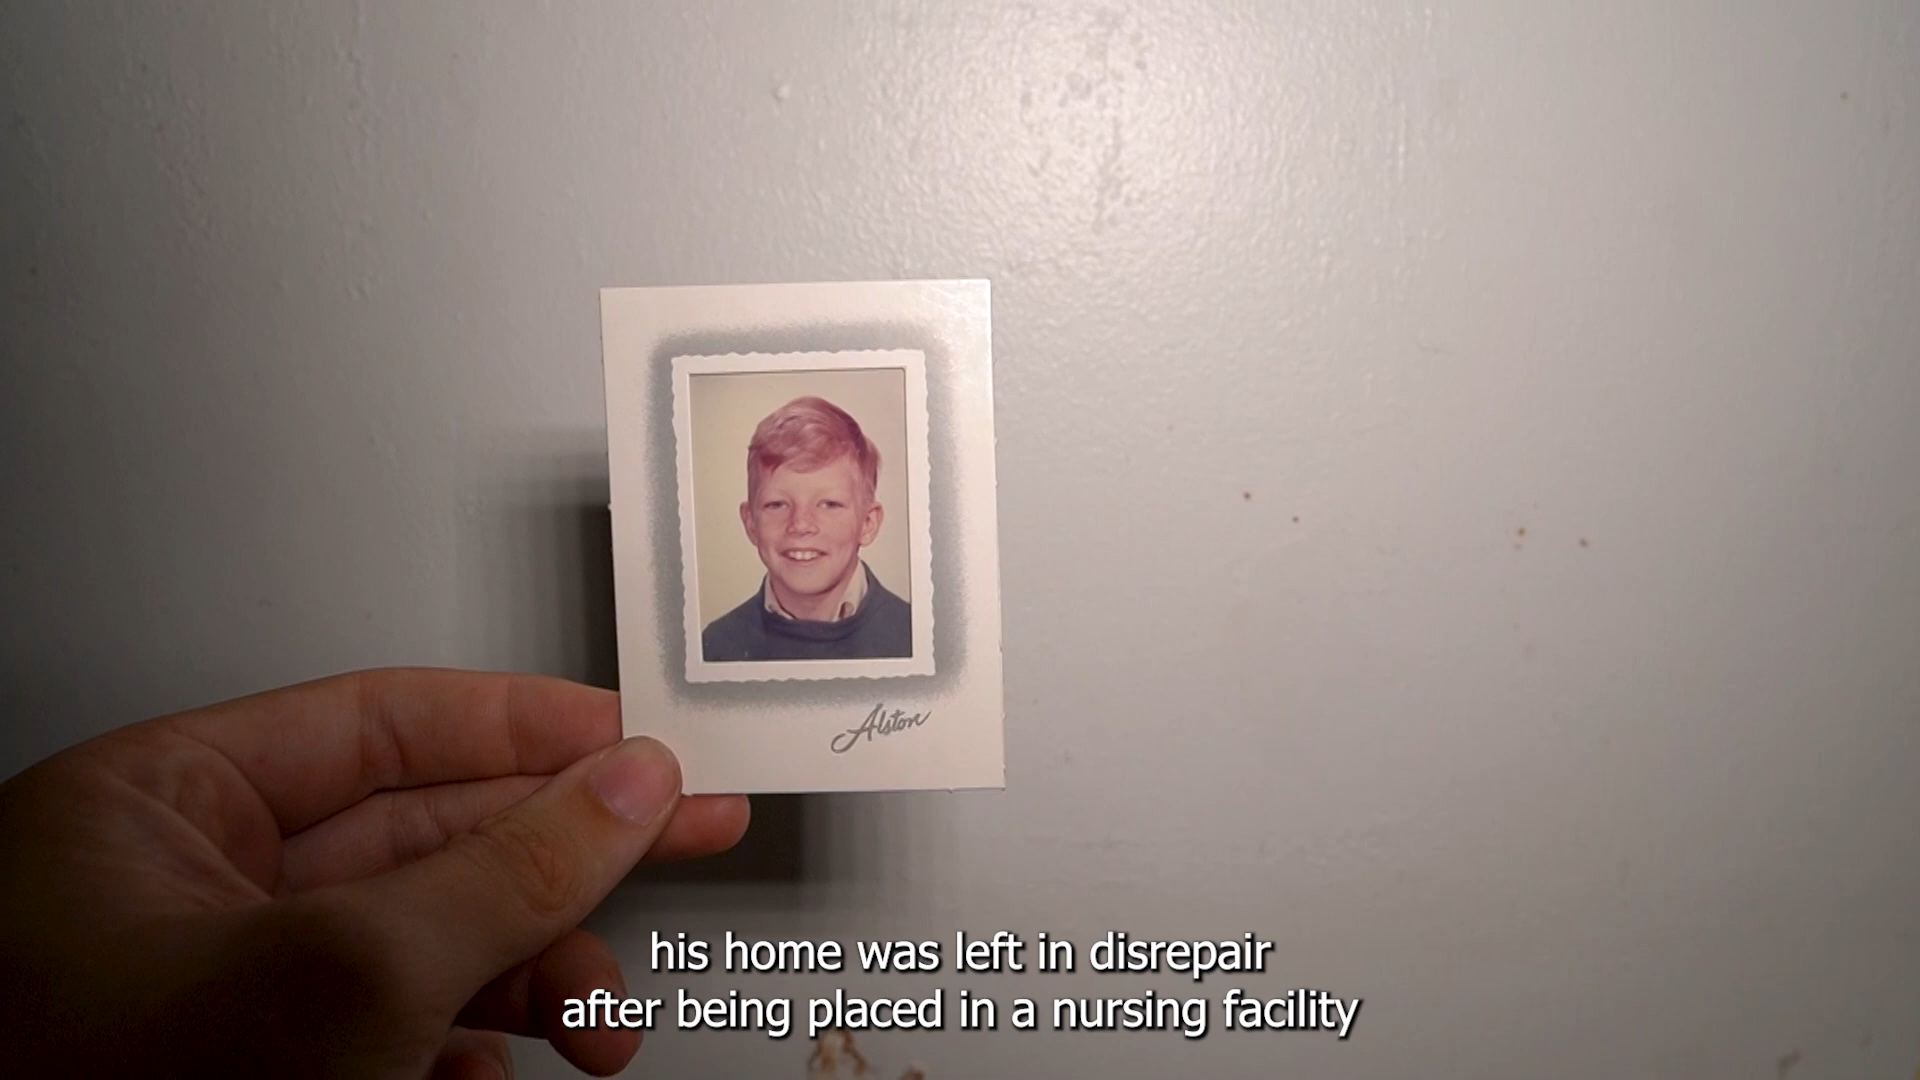 Alston
his home was left in disrepair
after being placed in a nursing facility